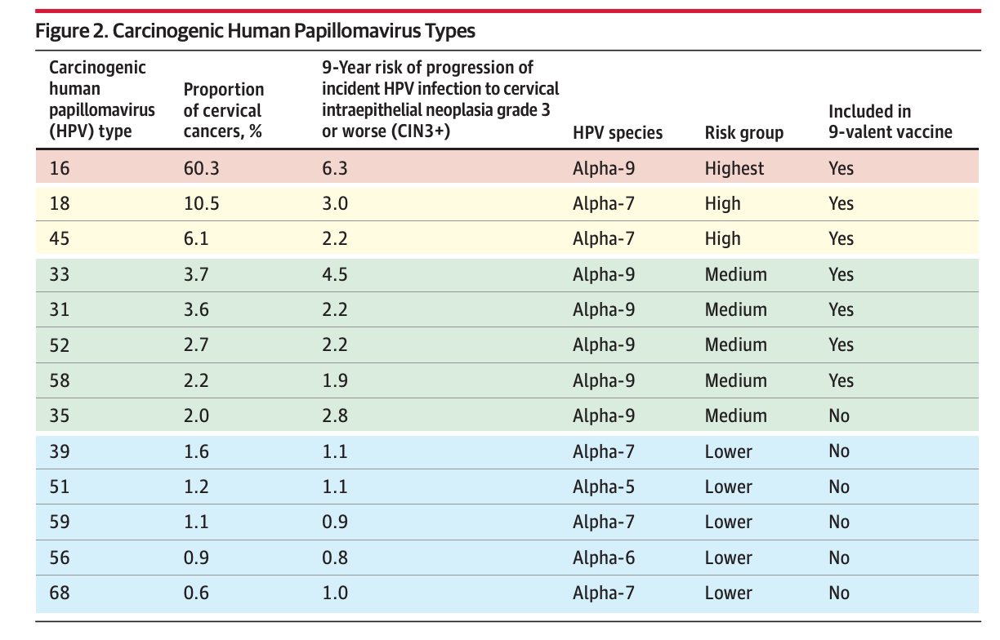 Figure 2. Carcinogenic Human Papillomavirus Types
Carcinogenic
human
papillomavirus
(HPV) type
Proportion
of cervical
cancers, %
9-Year risk of progression of
incident HPV infection to cervical
intraepithelial neoplasia grade 3
or worse (CIN3+)
HPV species
Risk group
Included in
9-valent vaccine
16 60.3 6.3 Alpha-9 Highest Yes
18 10.5 3.0 Alpha-7 High Yes
45 6.1 2.2 Alpha-7 High Yes
33 3.7 4.5 Alpha-9 Medium Yes
31 3.6 2.2 Alpha-9 Medium Yes
52 2.7 2.2 Alpha-9 Medium Yes
58 2.2 1.9 Alpha-9 Medium Yes
35 2.0 2.8 Alpha-9 Medium No
39 1.6 1.1 Alpha-7 Lower No
51 1.2 1.1 Alpha-5 Lower No
59 1.1 0.9 Alpha-7 Lower No
56 0.9 0.8 Alpha-6 Lower No
68 0.6 1.0 Alpha-7 Lower No